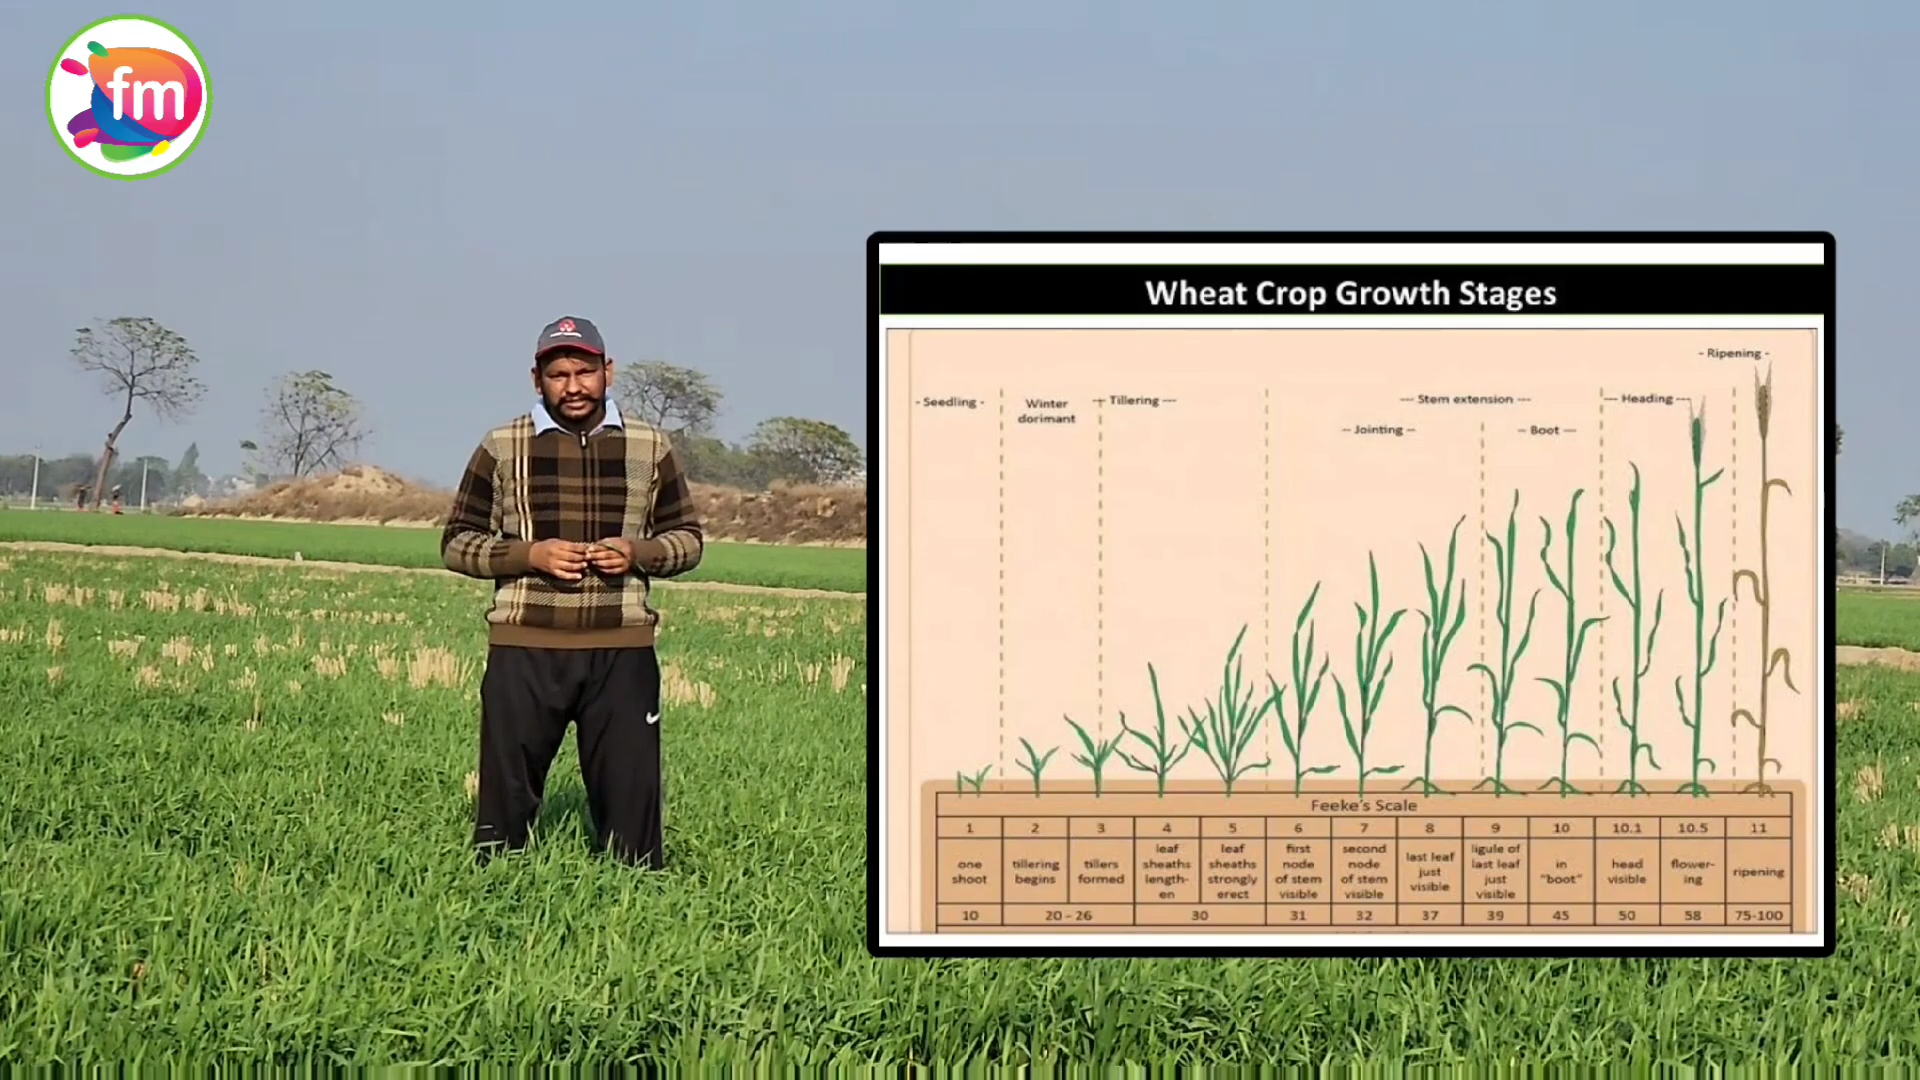 fm
Wheat Crop Growth Stages
- Ripening -
- Seedling -
Winter
dorimant
--- Tillering ---
--- Stem extension ---
--- Heading ---
-- Jointing --
-- Boot ---
Feeke's Scale
1 2 3 4 5 6 7 8 9 10 10.1 10.5 11
one
shoot
tillering
begins
tillers
formed
leaf
sheaths
length-
en
leaf
sheaths
strongly
erect
first
node
of stem
visible
second
node
of stem
visible
last leaf
just
visible
ligule of
last leaf
just
visible
in
"boot"
head
visible
flower-
ing
ripening
10 20 - 26 30 31 32 37 39 45 50 58 75-100